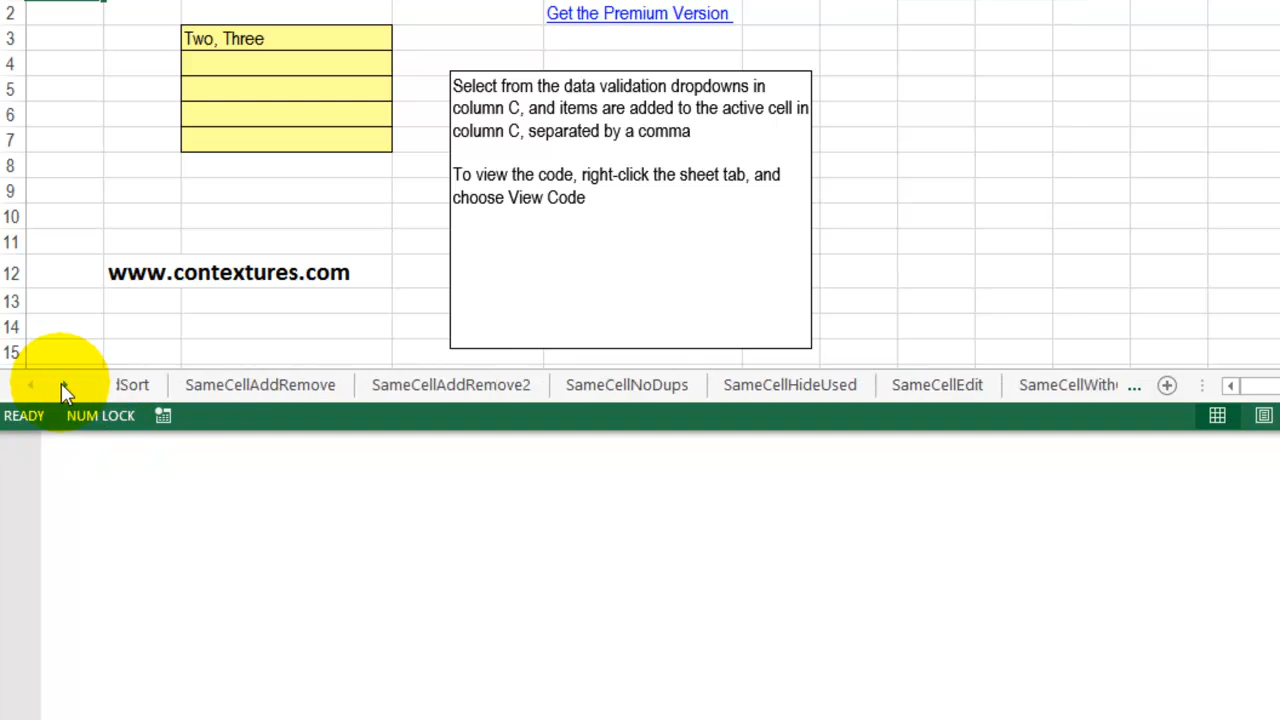 2
Get the Premium Version
3
Two, Three
4
5
6
7
Select from the data validation dropdowns in
column C, and items are added to the active cell in
column C, separated by a comma
To view the code, right-click the sheet tab, and
choose View Code
8
9
10
11
12
www.contextures.com
13
14
15
dSort SameCellAddRemove SameCellAddRemove2 SameCellNoDups SameCellHideUsed SameCellEdit SameCellWith ...
READY NUM LOCK